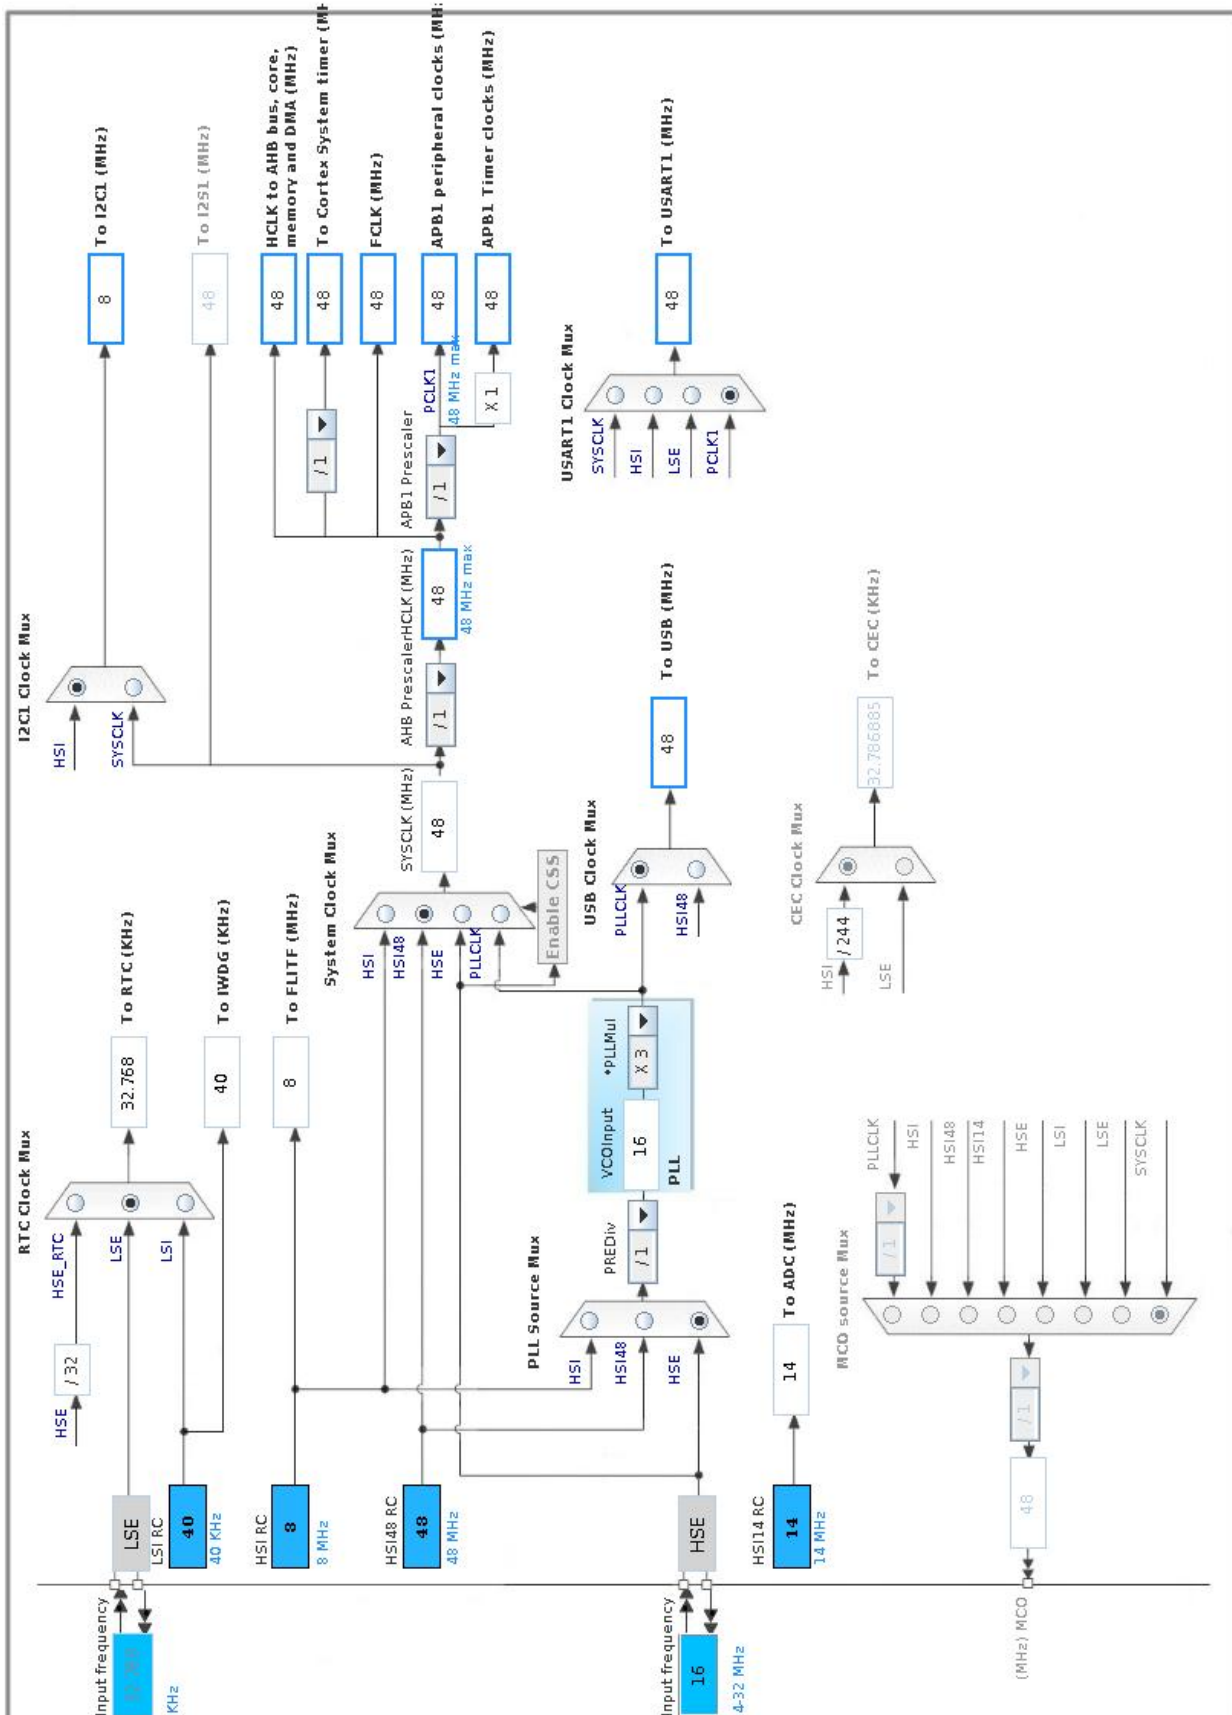 RTC Clock Mux
HSE
/ 32
HSE_RTC
LSE
LSI
32.768
To RTC (KHz)
40
To IWDG (KHz)
8
To FLITF (MHz)
Input frequency
KHz
LSE
LSI RC
40
40 KHz
HSI RC
8
8 MHz
HSI48 RC
48
48 MHz
I2C1 Clock Mux
HSI
SYSCLK
8
To I2C1 (MHz)
48
To I2S1 (MHz)
System Clock Mux
HSI
HSI48
HSE
PLLCLK
Enable CSS
SYSCLK (MHz)
48
AHB Prescaler
/ 1
HCLK (MHz)
48
48 MHz max
48
HCLK to AHB bus, core,
memory and DMA (MHz)
/ 1
48
To Cortex System timer (MH
48
FCLK (MHz)
APB1 Prescaler
/ 1
PCLK1
48 MHz max
48
APB1 peripheral clocks (MH
X 1
48
APB1 Timer clocks (MHz)
Input frequency
16
4-32 MHz
HSE
PLL Source Mux
HSI
HSI48
HSE
PREDiv
/ 1
VCOInput
16
*PLLMul
X 3
PLL
USB Clock Mux
PLLCLK
HSI48
48
To USB (MHz)
USART1 Clock Mux
SYSCLK
HSI
LSE
PCLK1
48
To USART1 (MHz)
HSI14 RC
14
14 MHz
14
To ADC (MHz)
CEC Clock Mux
HSI
/ 244
LSE
32.786885
To CEC (KHz)
MCO source Mux
PLLCLK
/ 1
HSI
HSI48
HSI14
HSE
LSI
LSE
SYSCLK
/ 1
48
(MHz) MCO